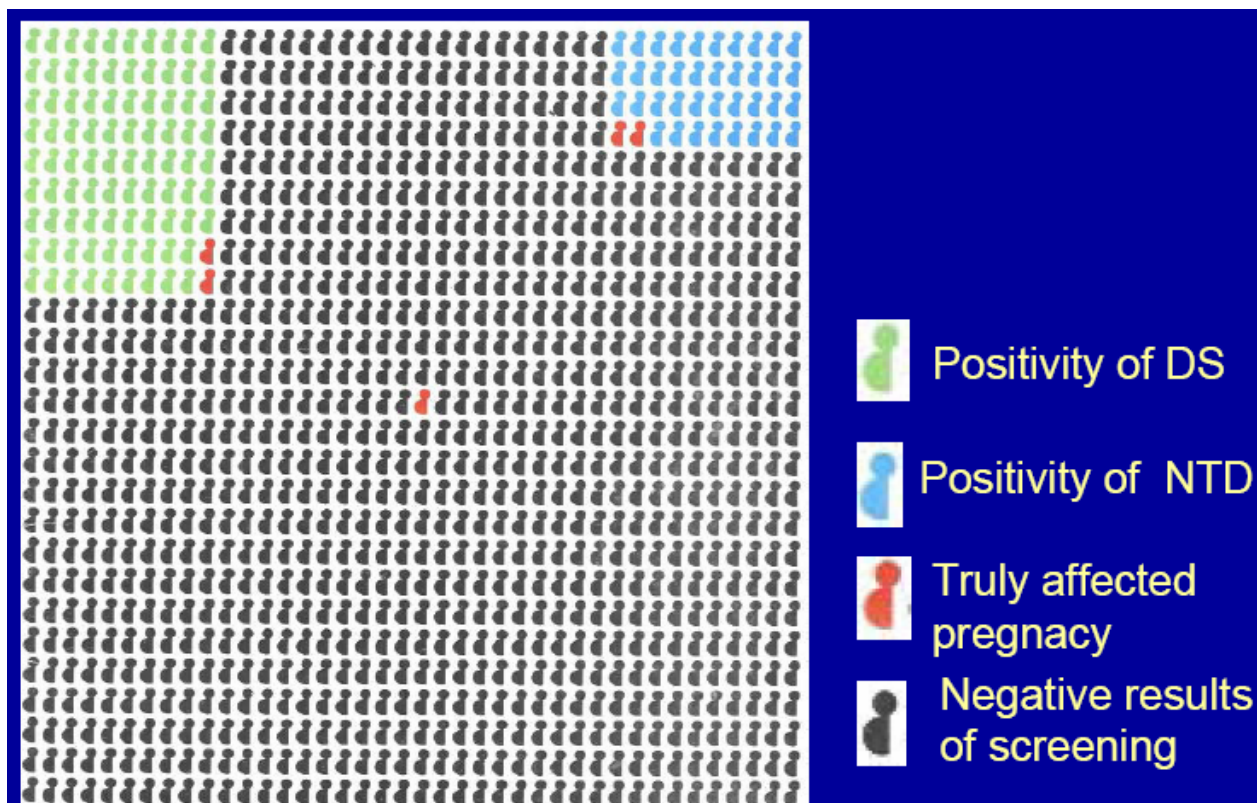 Positivity of DS
Positivity of NTD
Truly affected
pregnacy
Negative results
of screening